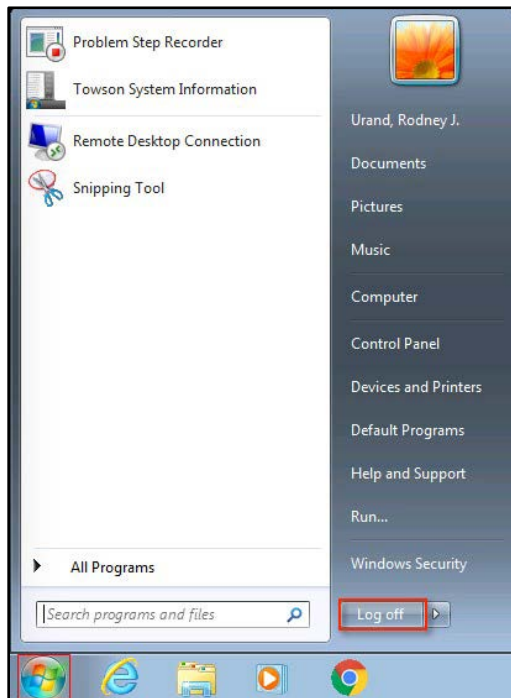 Problem Step Recorder
Towson System Information
Remote Desktop Connection
Snipping Tool
All Programs
Search programs and files
Urand, Rodney J.
Documents
Pictures
Music
Computer
Control Panel
Devices and Printers
Default Programs
Help and Support
Run...
Windows Security
Log off